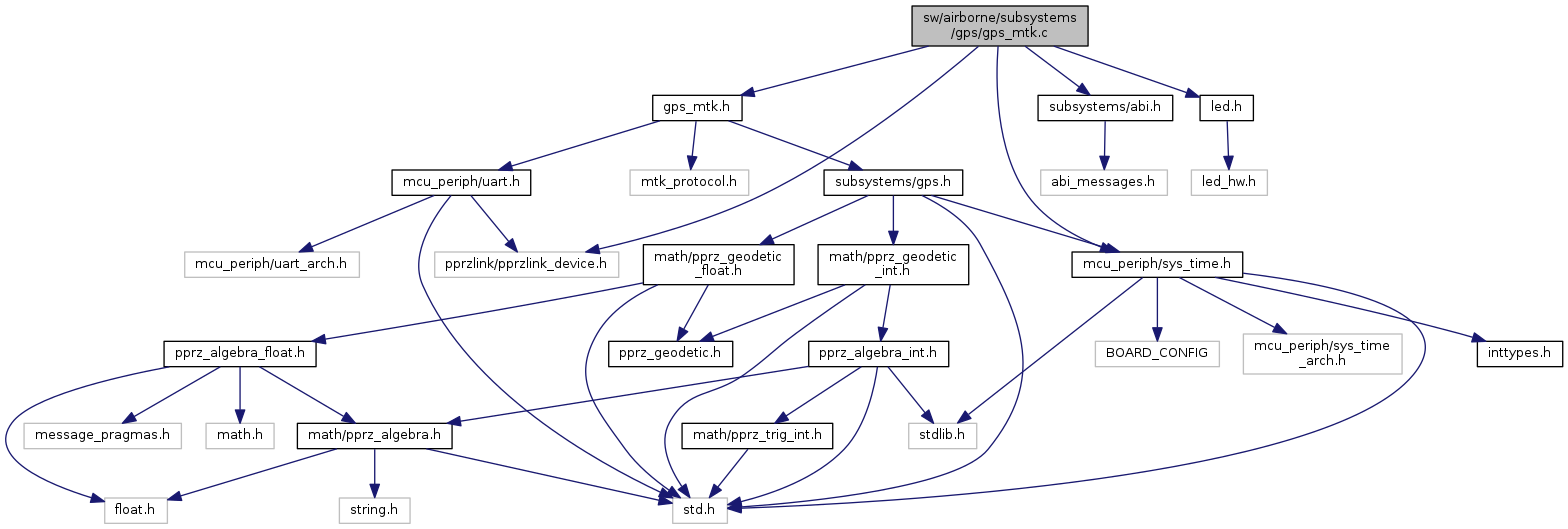 sw/airborne/subsystems
/gps/gps_mtk.c
gps_mtk.h
subsystems/abi.h
led.h
mcu_periph/uart.h
mtk_protocol.h
subsystems/gps.h
abi_messages.h
led_hw.h
mcu_periph/uart_arch.h
pprzlink/pprzlink_device.h
math/pprz_geodetic
_float.h
math/pprz_geodetic
_int.h
mcu_periph/sys_time.h
pprz_algebra_float.h
pprz_geodetic.h
pprz_algebra_int.h
BOARD_CONFIG
mcu_periph/sys_time
_arch.h
inttypes.h
message_pragmas.h
math.h
math/pprz_algebra.h
math/pprz_trig_int.h
stdlib.h
float.h
string.h
std.h